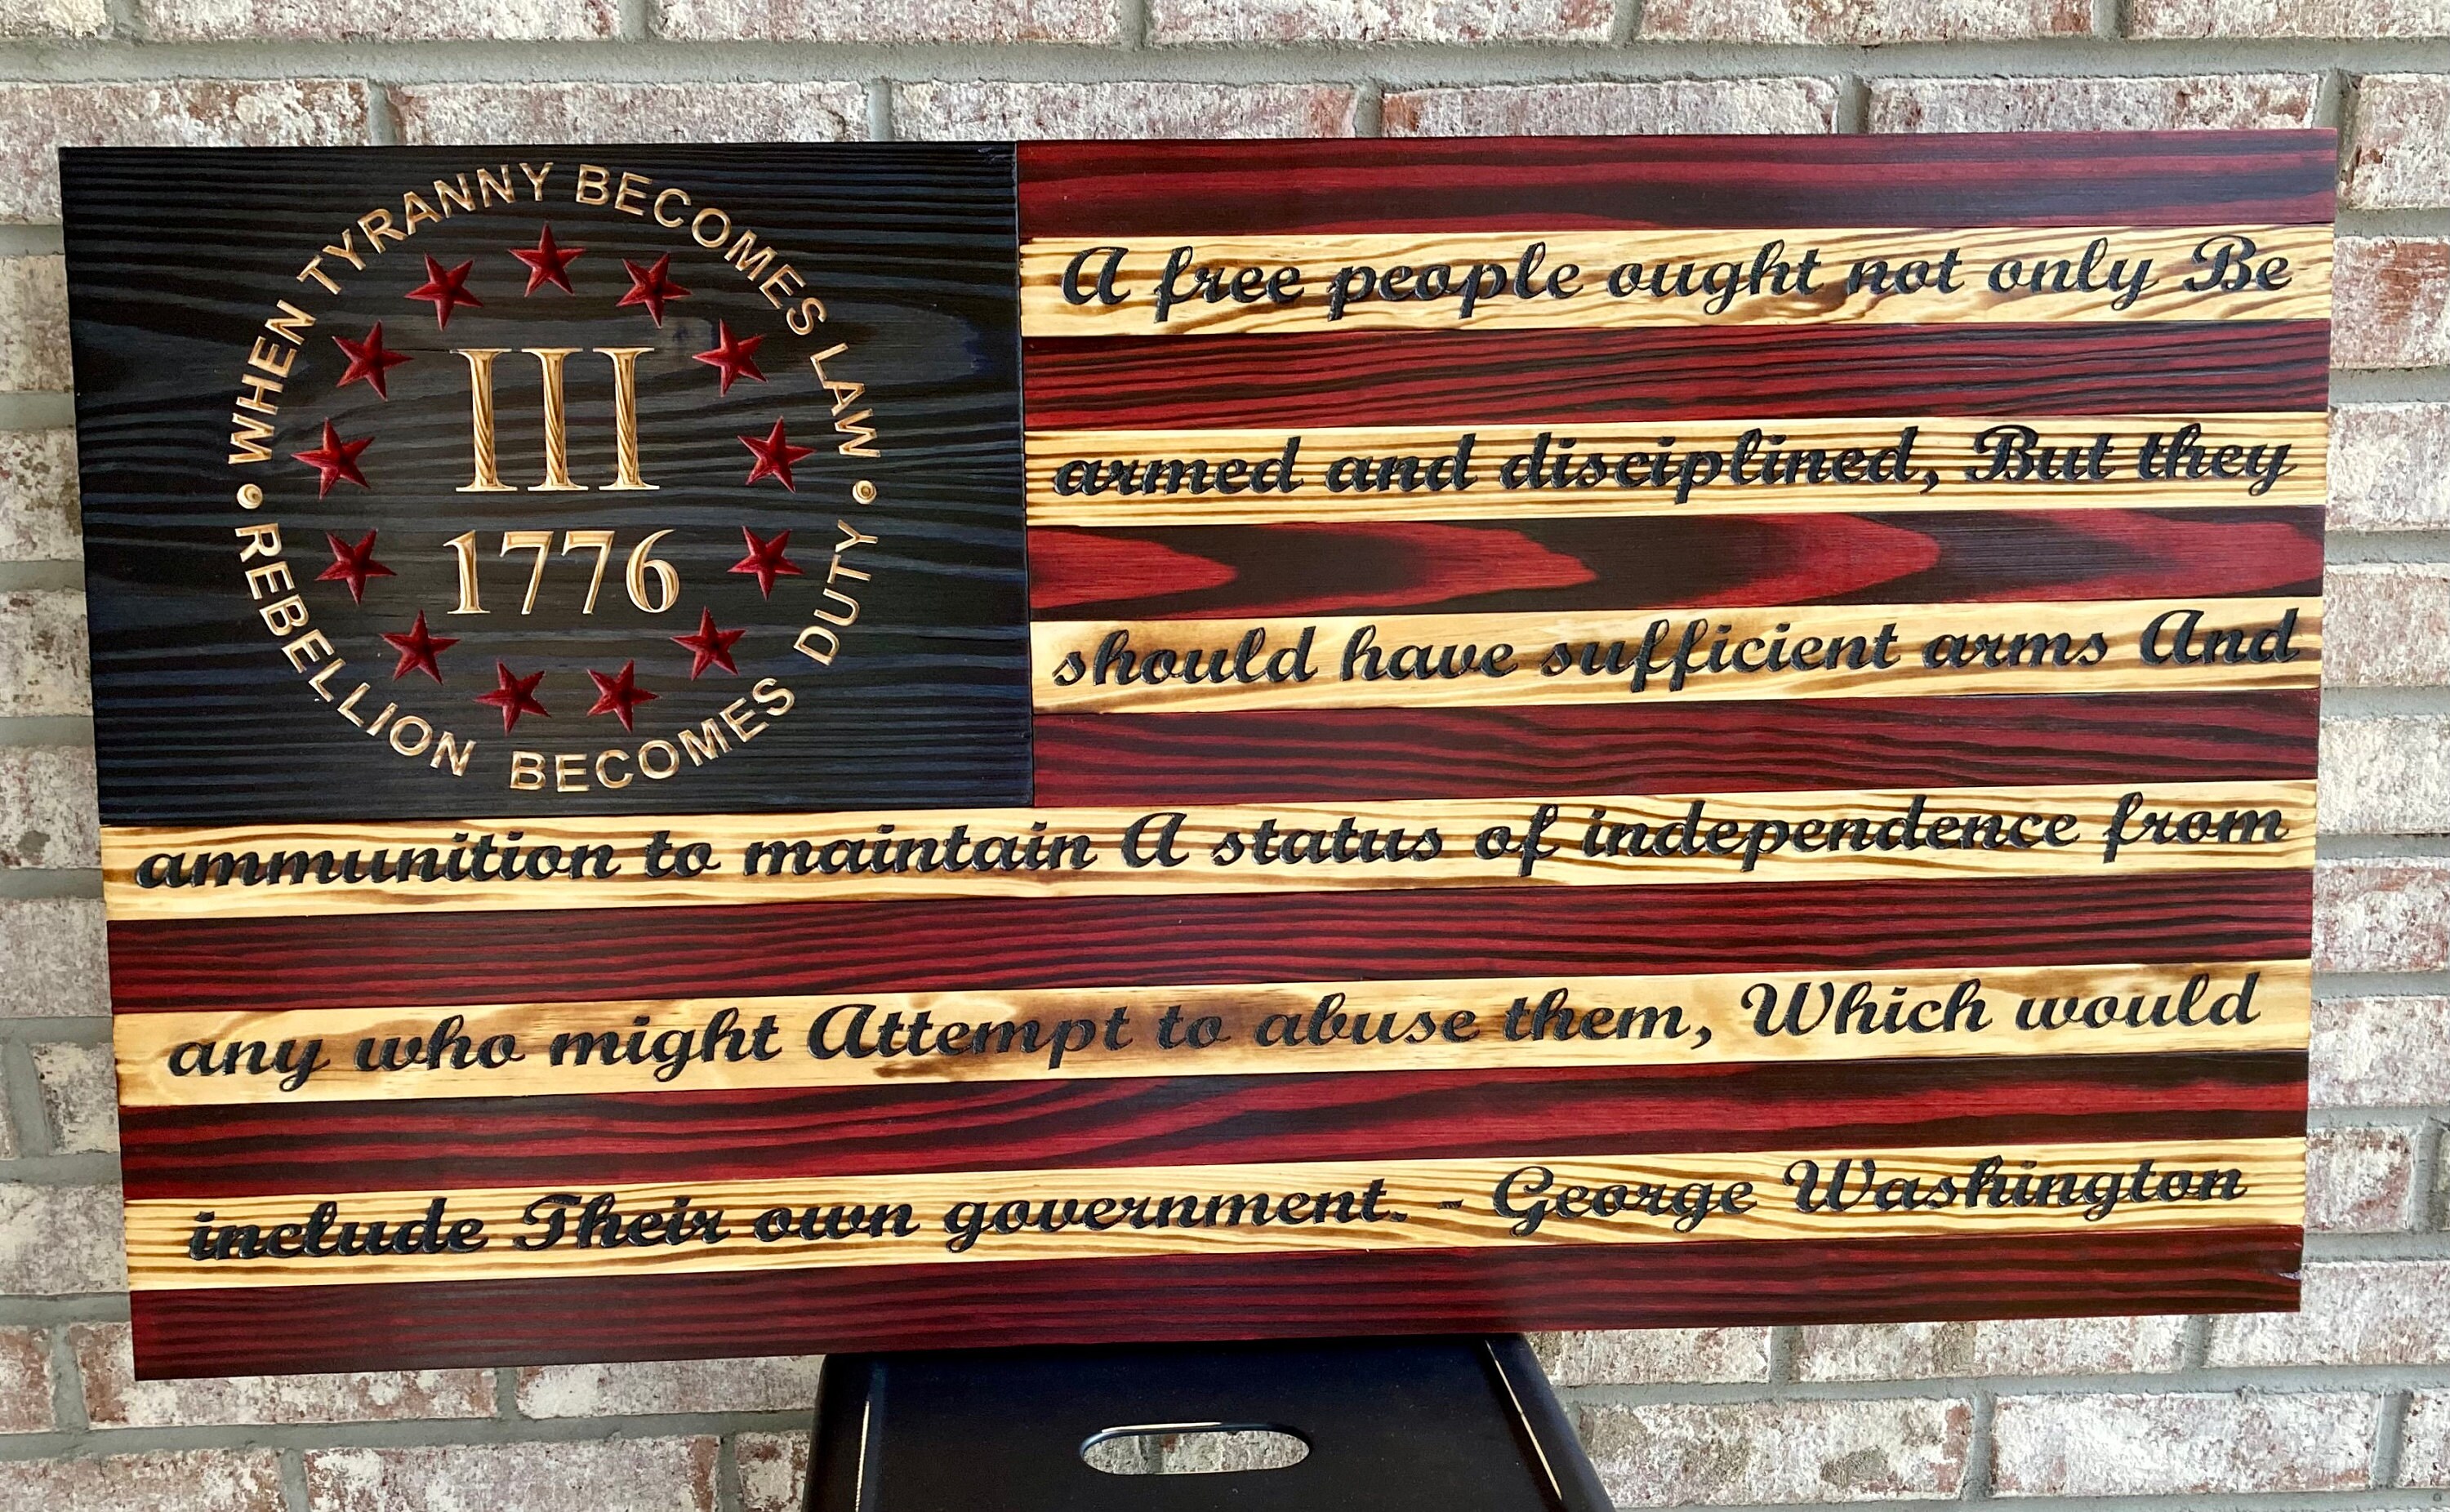 WHEN TYRANNY BECOMES LAW
III
1776
REBELLION BECOMES DUTY
A free people ought not only Be
armed and disciplined, But they
should have sufficient arms And
ammunition to maintain A status of independence from
any who might Attempt to abuse them, Which would
include Their own government. - George Washington